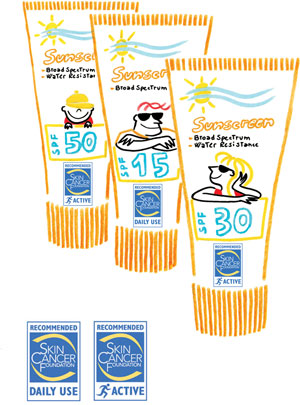 Sunscreen
- Broad Spectrum
- Water Resistance
SPF 50
RECOMMENDED
SKIN
CANCER
FOUNDATION
ACTIVE
Sunscreen
- Broad Spectrum
- Water Resistance
SPF 15
RECOMMENDED
SKIN
CANCER
FOUNDATION
DAILY USE
Sunscreen
- Broad Spectrum
- Water Resistance
SPF 30
RECOMMENDED
SKIN
CANCER
FOUNDATION
ACTIVE
RECOMMENDED
SKIN
CANCER
FOUNDATION
DAILY USE
RECOMMENDED
SKIN
CANCER
FOUNDATION
ACTIVE